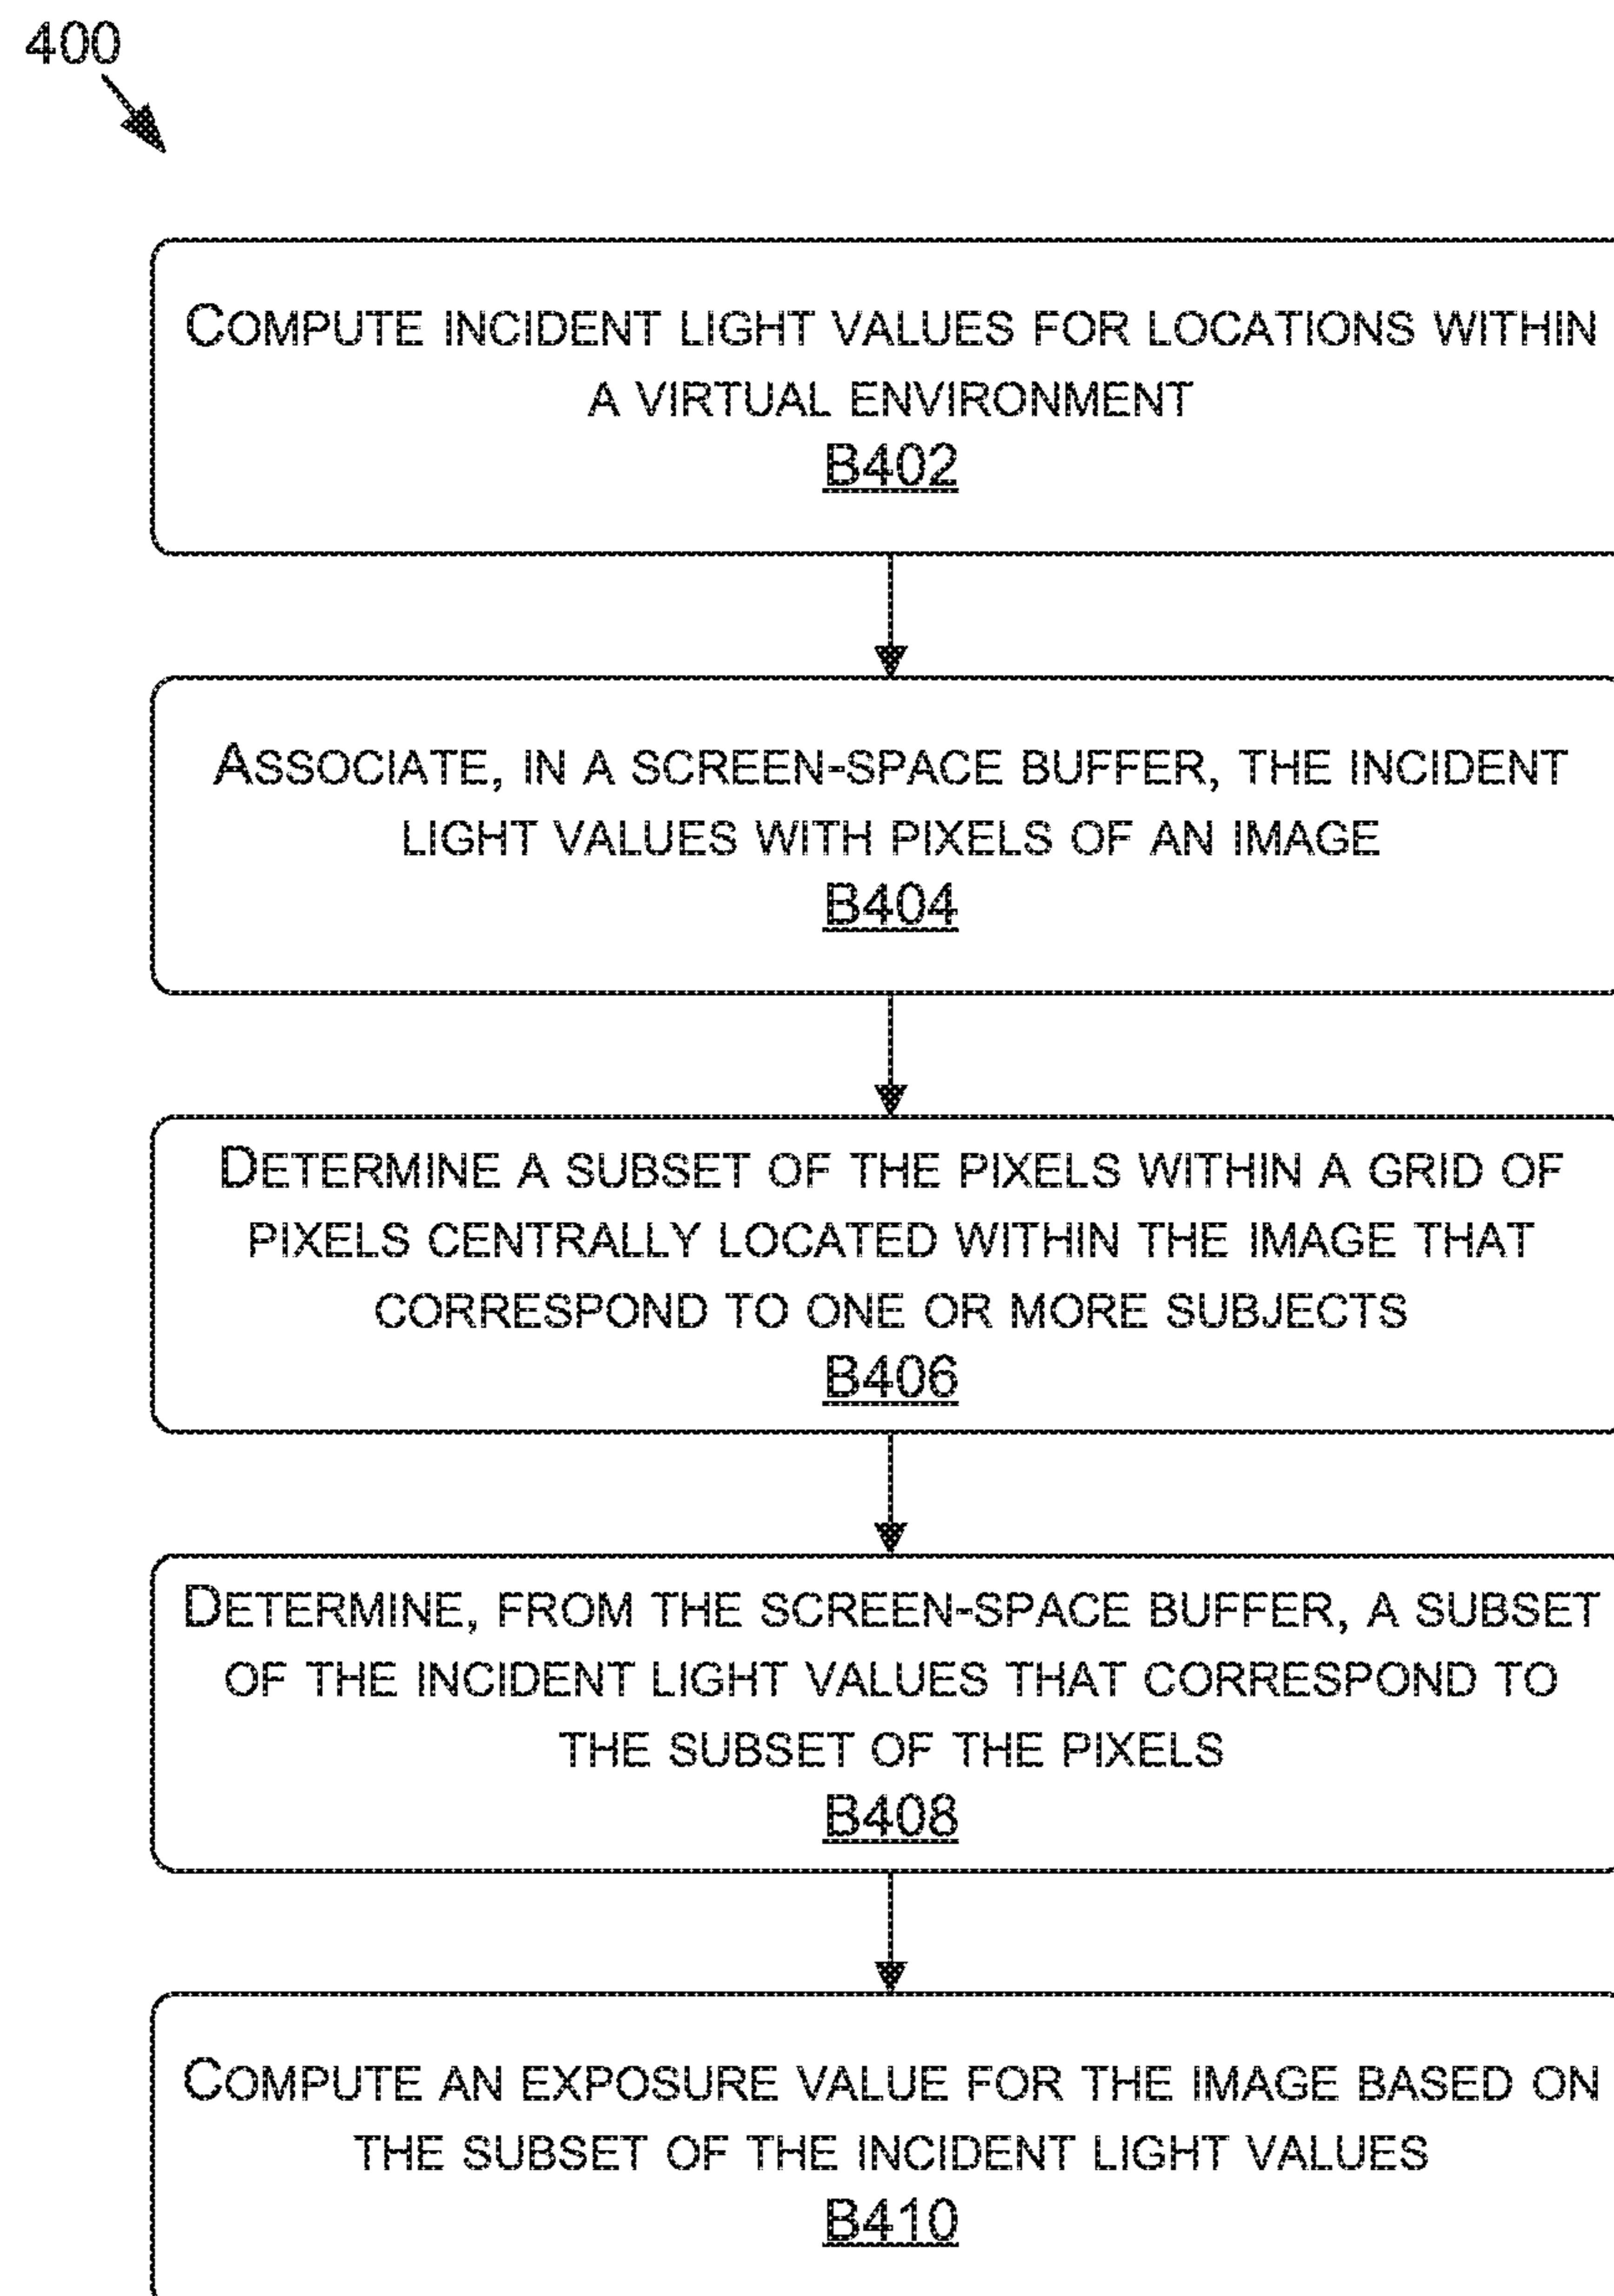 400
COMPUTE INCIDENT LIGHT VALUES FOR LOCATIONS WITHIN
A VIRTUAL ENVIRONMENT
B402
ASSOCIATE, IN A SCREEN-SPACE BUFFER, THE INCIDENT
LIGHT VALUES WITH PIXELS OF AN IMAGE
B404
DETERMINE A SUBSET OF THE PIXELS WITHIN A GRID OF
PIXELS CENTRALLY LOCATED WITHIN THE IMAGE THAT
CORRESPOND TO ONE OR MORE SUBJECTS
B406
DETERMINE, FROM THE SCREEN-SPACE BUFFER, A SUBSET
OF THE INCIDENT LIGHT VALUES THAT CORRESPOND TO
THE SUBSET OF THE PIXELS
B408
COMPUTE AN EXPOSURE VALUE FOR THE IMAGE BASED ON
THE SUBSET OF THE INCIDENT LIGHT VALUES
B410